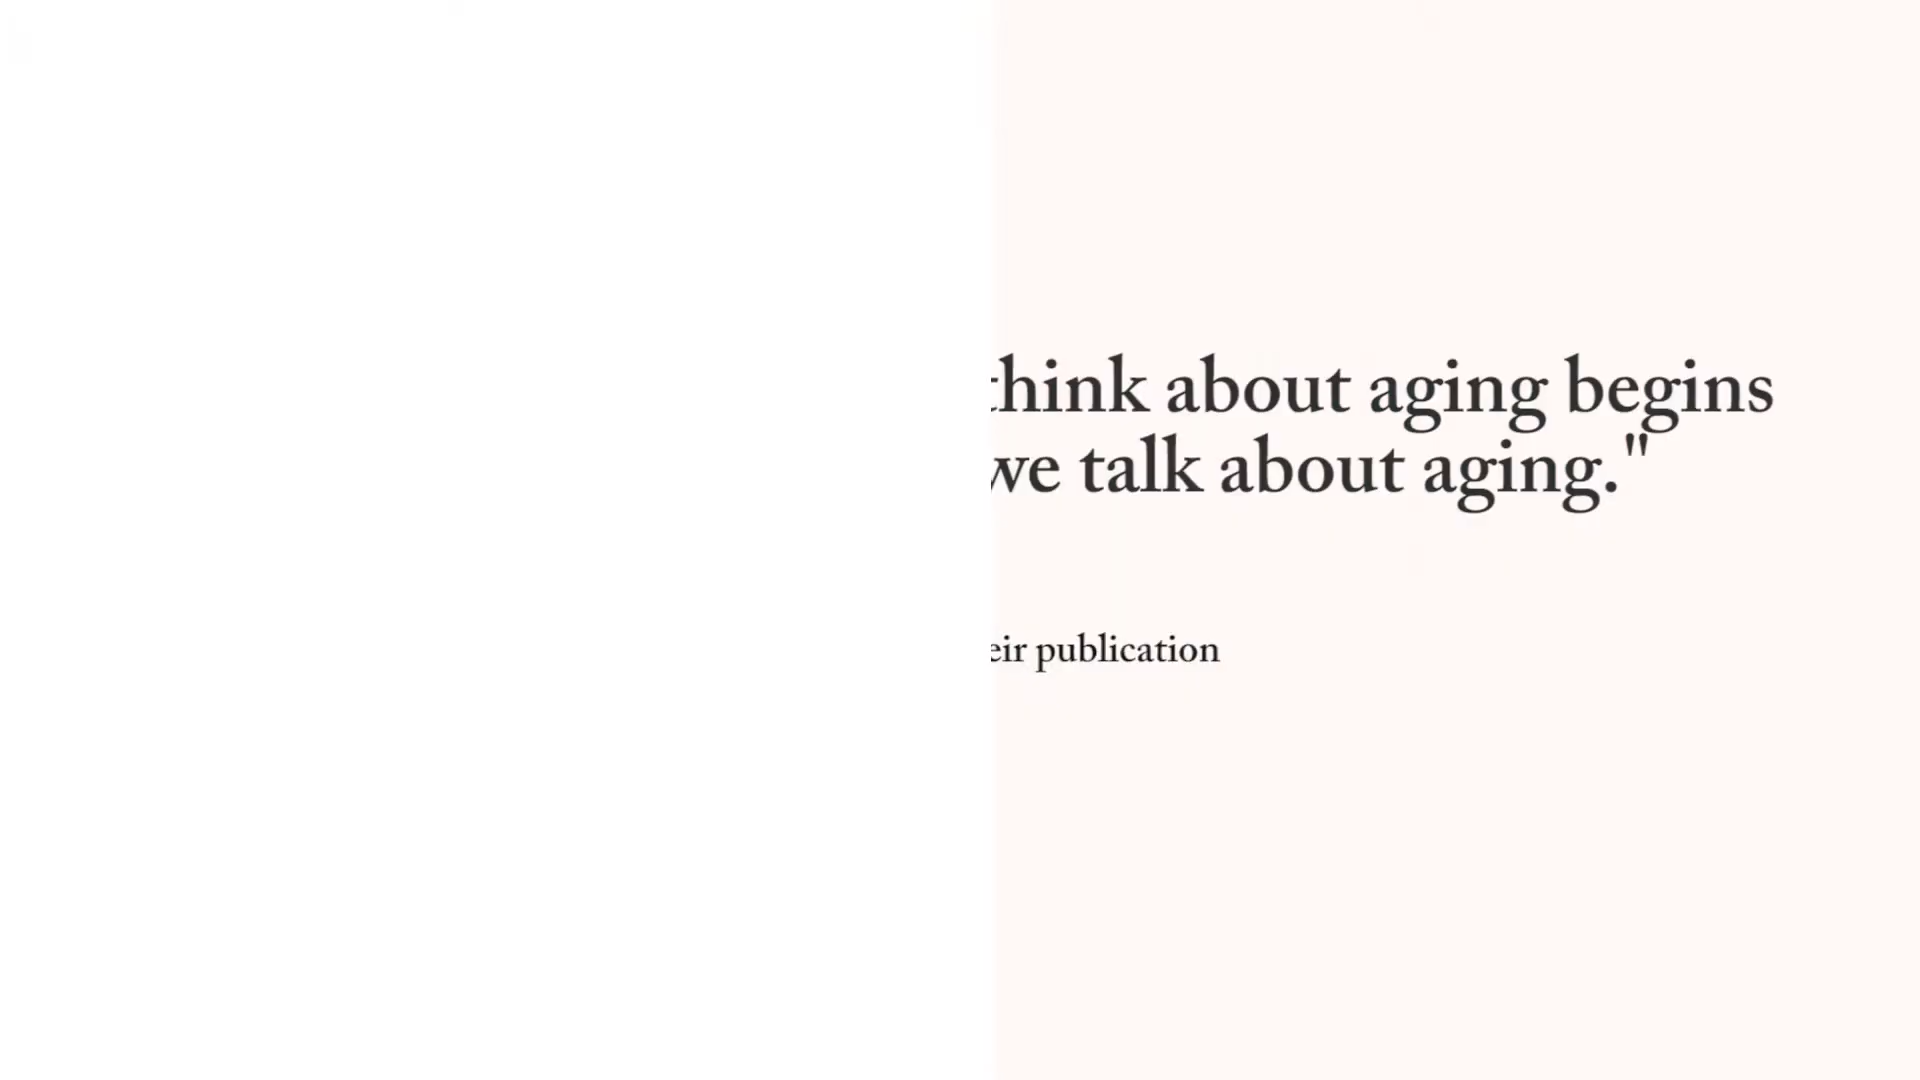 think about aging begins
we talk about aging."
eir publication